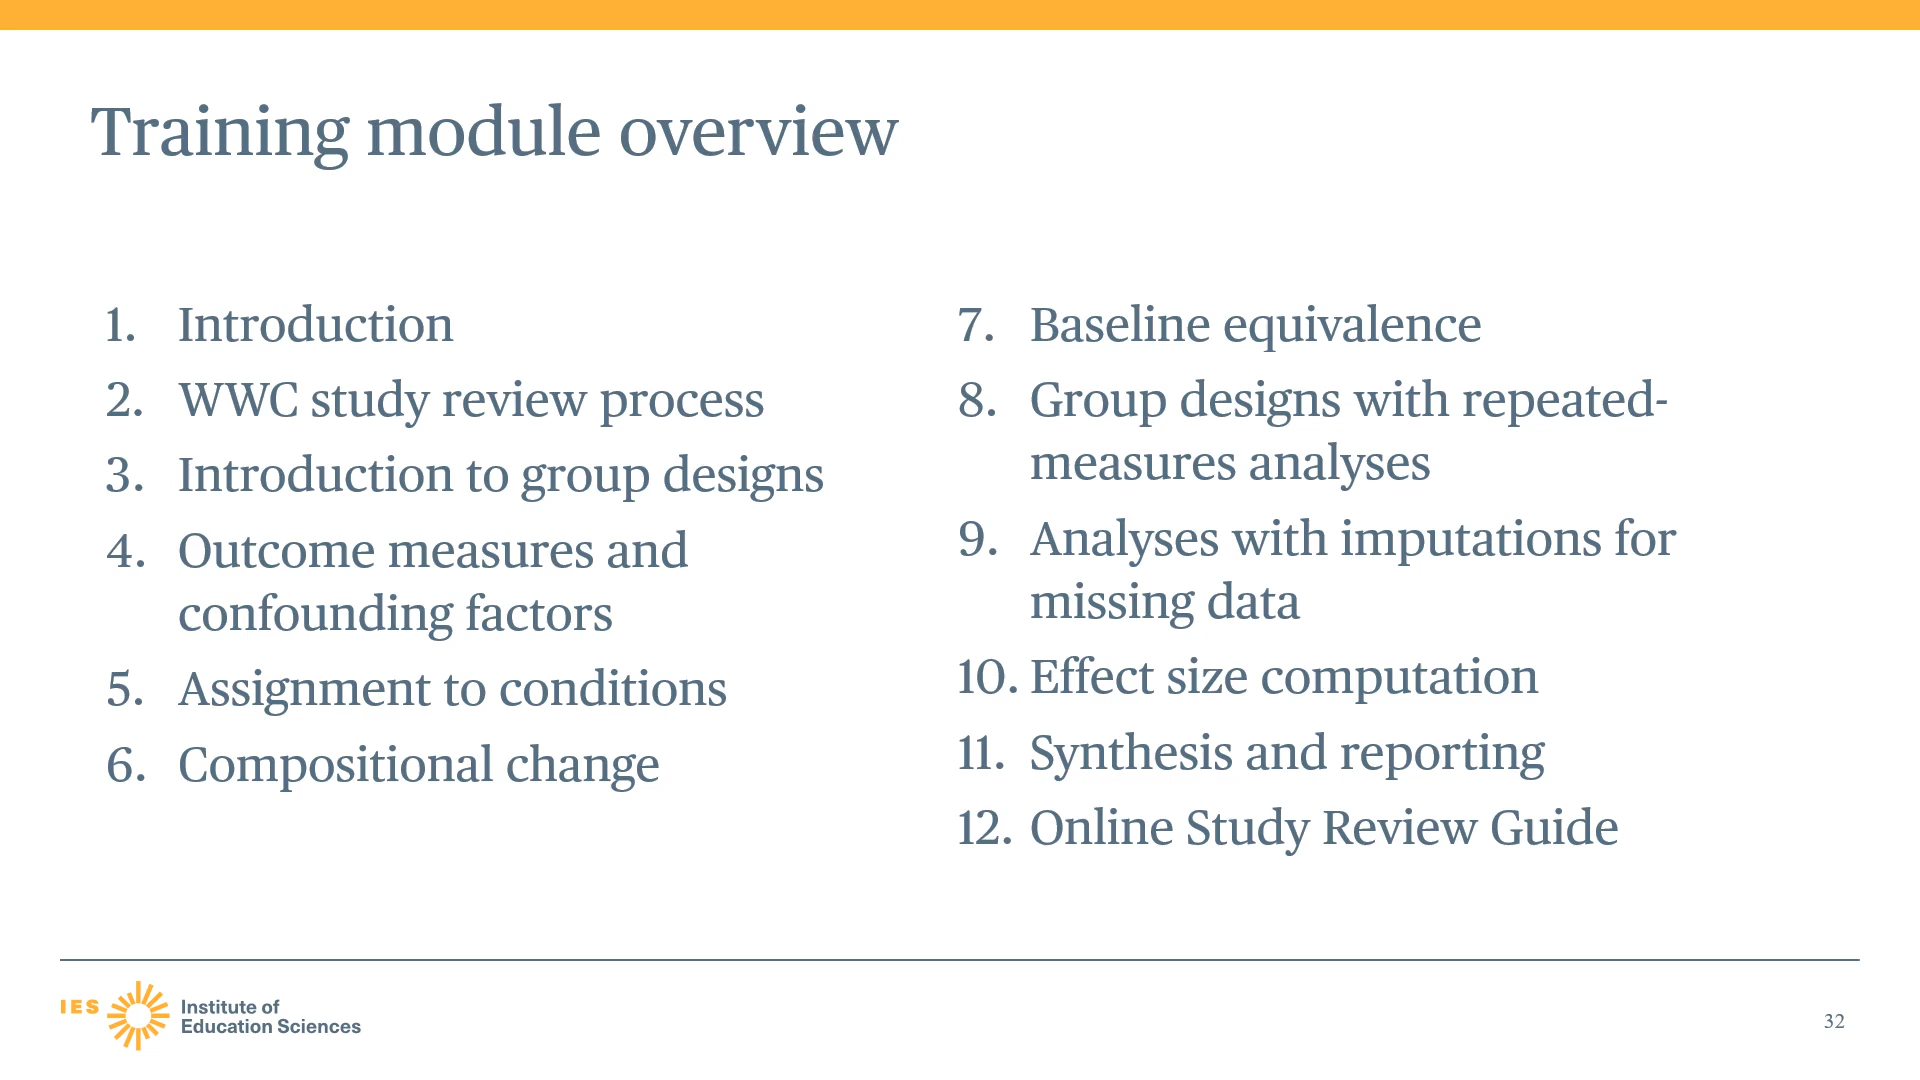 Training module overview
1. Introduction
2. WWC study review process
3. Introduction to group designs
4. Outcome measures and
confounding factors
5. Assignment to conditions
6. Compositional change
7. Baseline equivalence
8. Group designs with repeated-
measures analyses
9. Analyses with imputations for
missing data
10. Effect size computation
11. Synthesis and reporting
12. Online Study Review Guide
IES
Institute of
Education Sciences
32